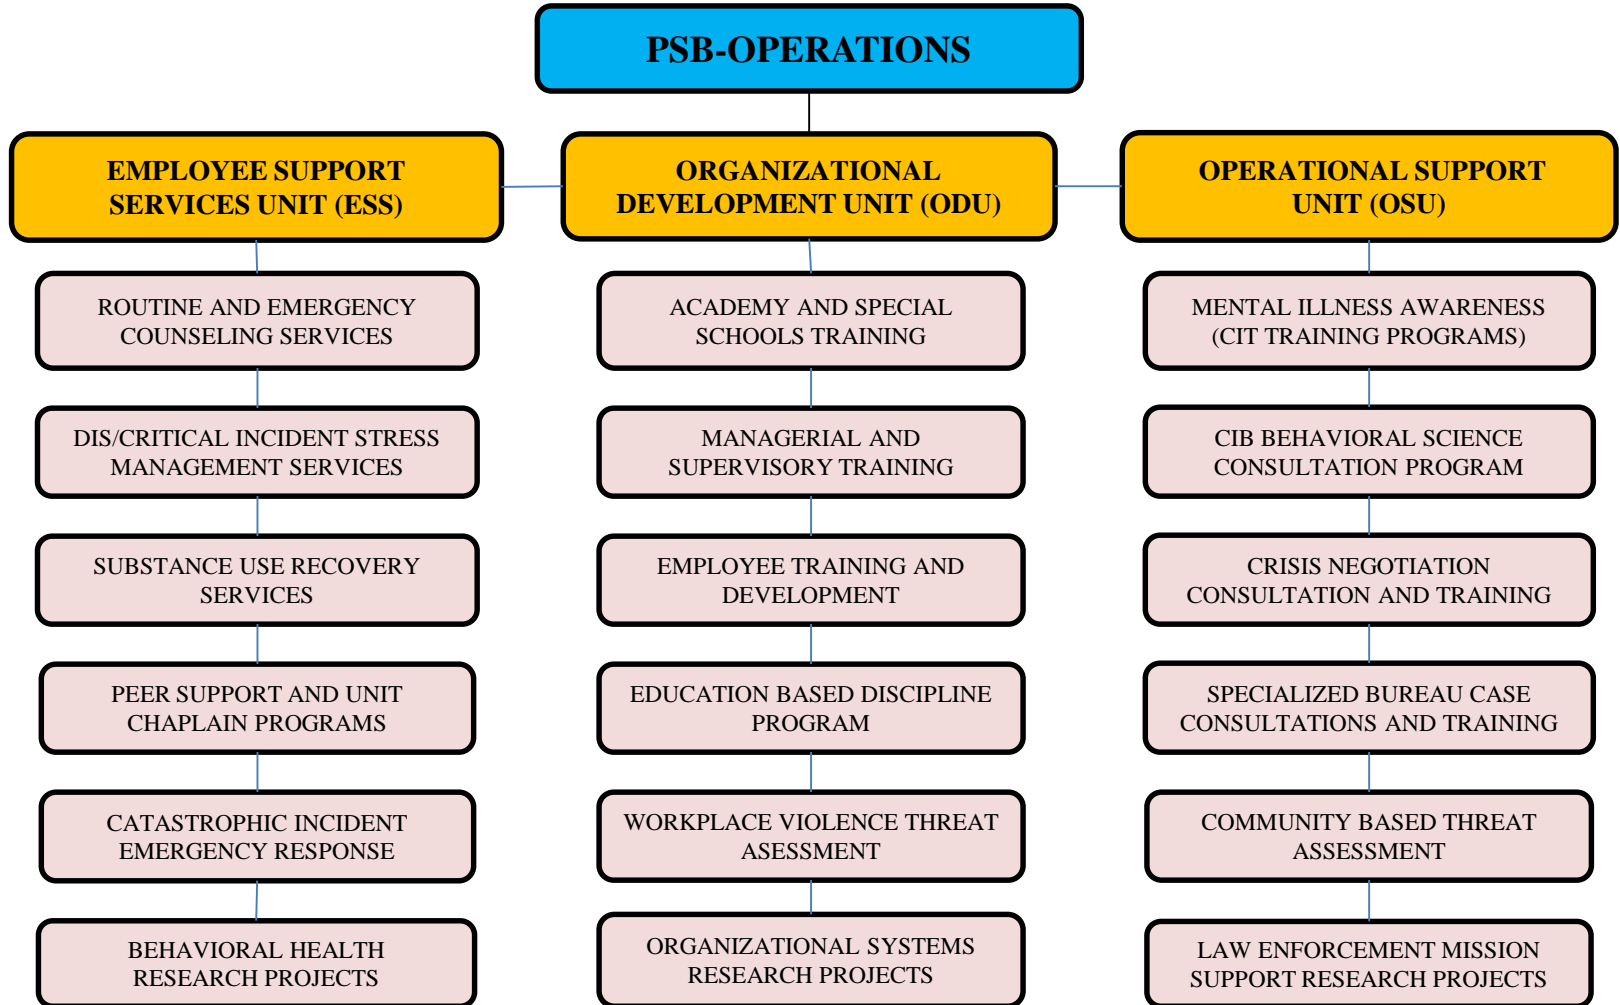 PSB-OPERATIONS
EMPLOYEE SUPPORT
SERVICES UNIT (ESS)
ROUTINE AND EMERGENCY
COUNSELING SERVICES
DIS/CRITICAL INCIDENT STRESS
MANAGEMENT SERVICES
SUBSTANCE USE RECOVERY
SERVICES
PEER SUPPORT AND UNIT
CHAPLAIN PROGRAMS
CATASTROPHIC INCIDENT
EMERGENCY RESPONSE
BEHAVIORAL HEALTH
RESEARCH PROJECTS
ORGANIZATIONAL
DEVELOPMENT UNIT (ODU)
ACADEMY AND SPECIAL
SCHOOLS TRAINING
MANAGERIAL AND
SUPERVISORY TRAINING
EMPLOYEE TRAINING AND
DEVELOPMENT
EDUCATION BASED DISCIPLINE
PROGRAM
WORKPLACE VIOLENCE THREAT
ASESSMENT
ORGANIZATIONAL SYSTEMS
RESEARCH PROJECTS
OPERATIONAL SUPPORT
UNIT (OSU)
MENTAL ILLNESS AWARENESS
(CIT TRAINING PROGRAMS)
CIB BEHAVIORAL SCIENCE
CONSULTATION PROGRAM
CRISIS NEGOTIATION
CONSULTATION AND TRAINING
SPECIALIZED BUREAU CASE
CONSULTATIONS AND TRAINING
COMMUNITY BASED THREAT
ASSESSMENT
LAW ENFORCEMENT MISSION
SUPPORT RESEARCH PROJECTS